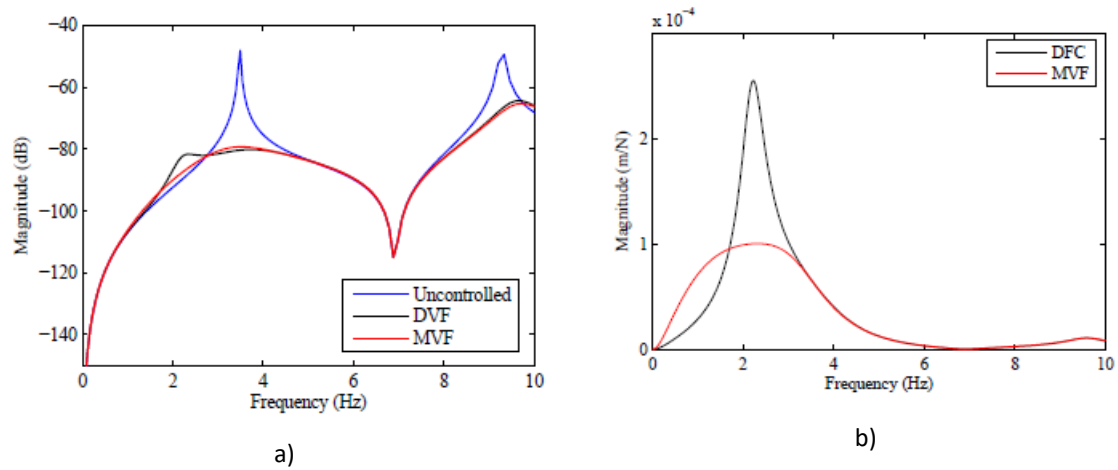 −40
−60
−80
−100
−120
−140
Magnitude (dB)
Uncontrolled
DVF
MVF
0
2
4
6
8
10
Frequency (Hz)
a)
x 10⁻⁴
2
1
0
Magnitude (m/N)
DFC
MVF
0
2
4
6
8
10
Frequency (Hz)
b)